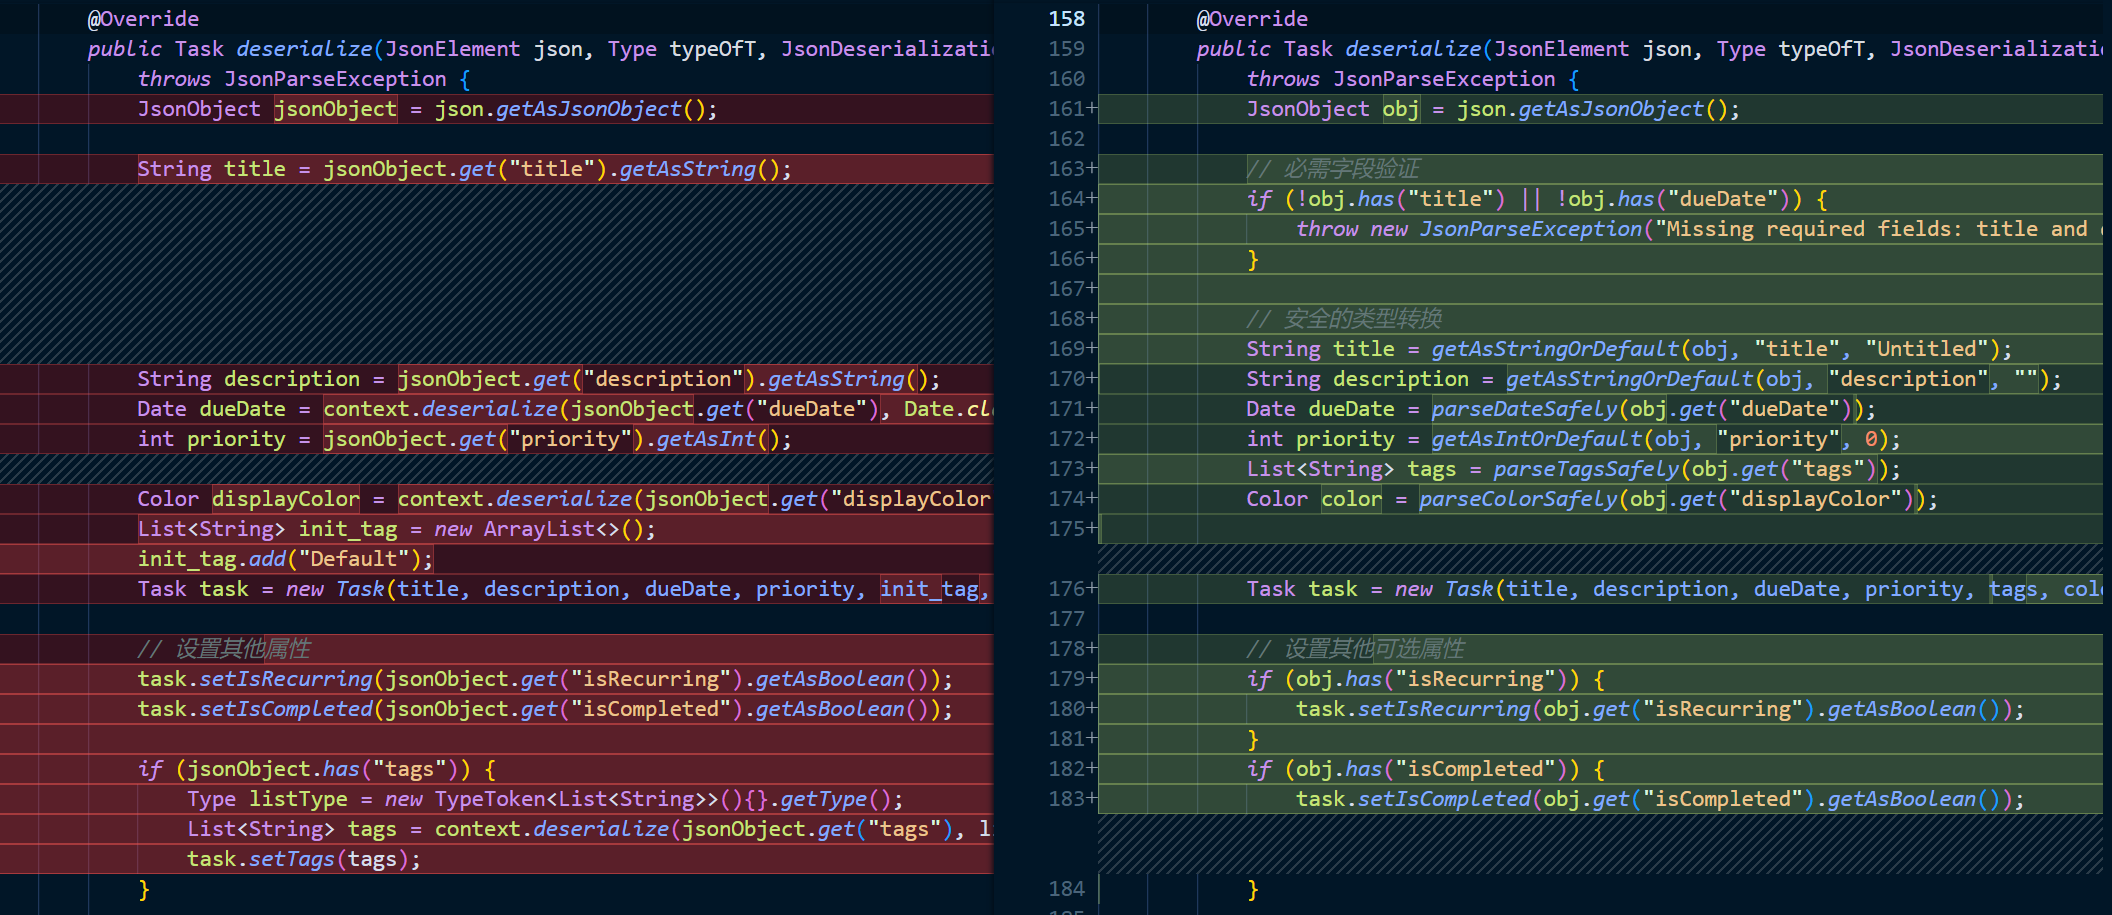 @Override
public Task deserialize(JsonElement json, Type typeOfT, JsonDeserializati
throws JsonParseException {
JsonObject jsonObject = json.getAsJsonObject();
String title = jsonObject.get("title").getAsString();
String description = jsonObject.get("description").getAsString();
Date dueDate = context.deserialize(jsonObject.get("dueDate"), Date.cl
int priority = jsonObject.get("priority").getAsInt();
Color displayColor = context.deserialize(jsonObject.get("displayColor
List<String> init_tag = new ArrayList<>();
init_tag.add("Default");
Task task = new Task(title, description, dueDate, priority, init_tag,
// 设置其他属性
task.setIsRecurring(jsonObject.get("isRecurring").getAsBoolean());
task.setIsCompleted(jsonObject.get("isCompleted").getAsBoolean());
if (jsonObject.has("tags")) {
Type listType = new TypeToken<List<String>>(){}.getType();
List<String> tags = context.deserialize(jsonObject.get("tags"), l
task.setTags(tags);
}
158 @Override
159 public Task deserialize(JsonElement json, Type typeOfT, JsonDeserializati
160 throws JsonParseException {
161+ JsonObject obj = json.getAsJsonObject();
162
163+ // 必需字段验证
164+ if (!obj.has("title") || !obj.has("dueDate")) {
165+ throw new JsonParseException("Missing required fields: title and
166+ }
167+
168+ // 安全的类型转换
169+ String title = getAsStringOrDefault(obj, "title", "Untitled");
170+ String description = getAsStringOrDefault(obj, "description", "");
171+ Date dueDate = parseDateSafely(obj.get("dueDate"));
172+ int priority = getAsIntOrDefault(obj, "priority", 0);
173+ List<String> tags = parseTagsSafely(obj.get("tags"));
174+ Color color = parseColorSafely(obj.get("displayColor"));
175+
176+ Task task = new Task(title, description, dueDate, priority, tags, col
177
178+ // 设置其他可选属性
179+ if (obj.has("isRecurring")) {
180+ task.setIsRecurring(obj.get("isRecurring").getAsBoolean());
181+ }
182+ if (obj.has("isCompleted")) {
183+ task.setIsCompleted(obj.get("isCompleted").getAsBoolean());
184 }